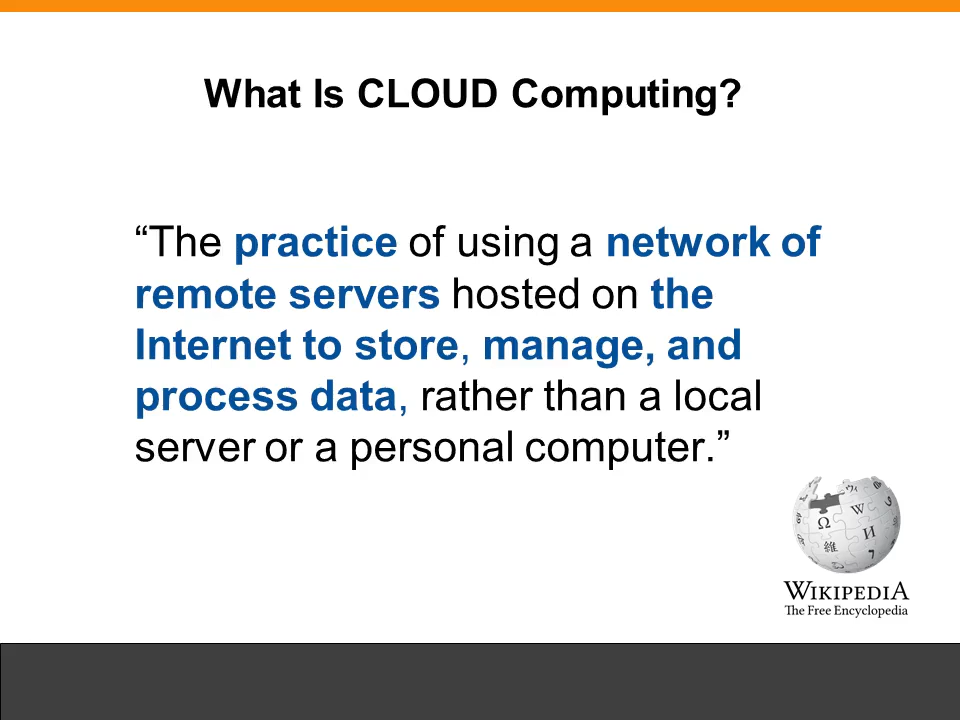 What Is CLOUD Computing?
“The practice of using a network of
remote servers hosted on the
Internet to store, manage, and
process data, rather than a local
server or a personal computer.”
Ω
W
И
維
WIKIPEDIA
The Free Encyclopedia